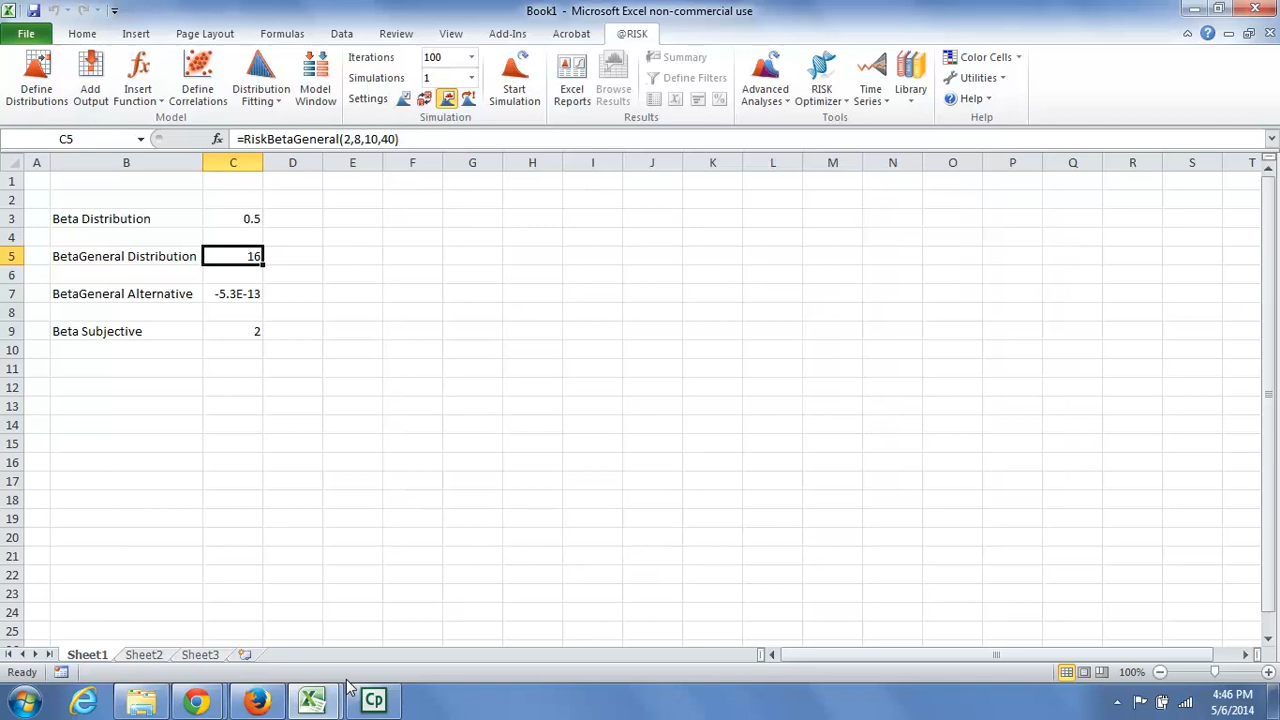 Book1 - Microsoft Excel non-commercial use
File Home Insert Page Layout Formulas Data Review View Add-Ins Acrobat @RISK
Define Distributions
Add Output
Insert Function
Define Correlations
Distribution Fitting
Model Window
Model
Iterations 100
Simulations 1
Settings
Start Simulation
Simulation
Excel Reports
Browse Results
Summary
Define Filters
Results
Advanced Analyses
RISK Optimizer
Time Series
Library
Tools
Color Cells
Utilities
Help
Help
C5 fx =RiskBetaGeneral(2,8,10,40)
A B C D E F G H I J K L M N O P Q R S T
1
2
3 Beta Distribution 0.5
4
5 BetaGeneral Distribution 16
6
7 BetaGeneral Alternative -5.3E-13
8
9 Beta Subjective 2
10
11
12
13
14
15
16
17
18
19
20
21
22
23
24
25
Sheet1 Sheet2 Sheet3
Ready 100%
Cp
4:46 PM
5/6/2014